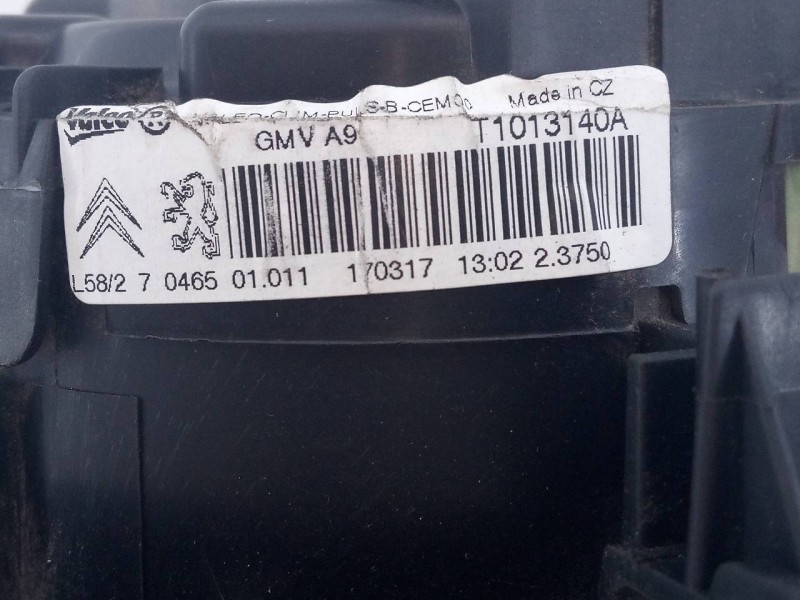 Valeo ® Made in CZ
GMV A9 T1013140A
L58/2 7 0465 01.011 170317 13:02 2.3750